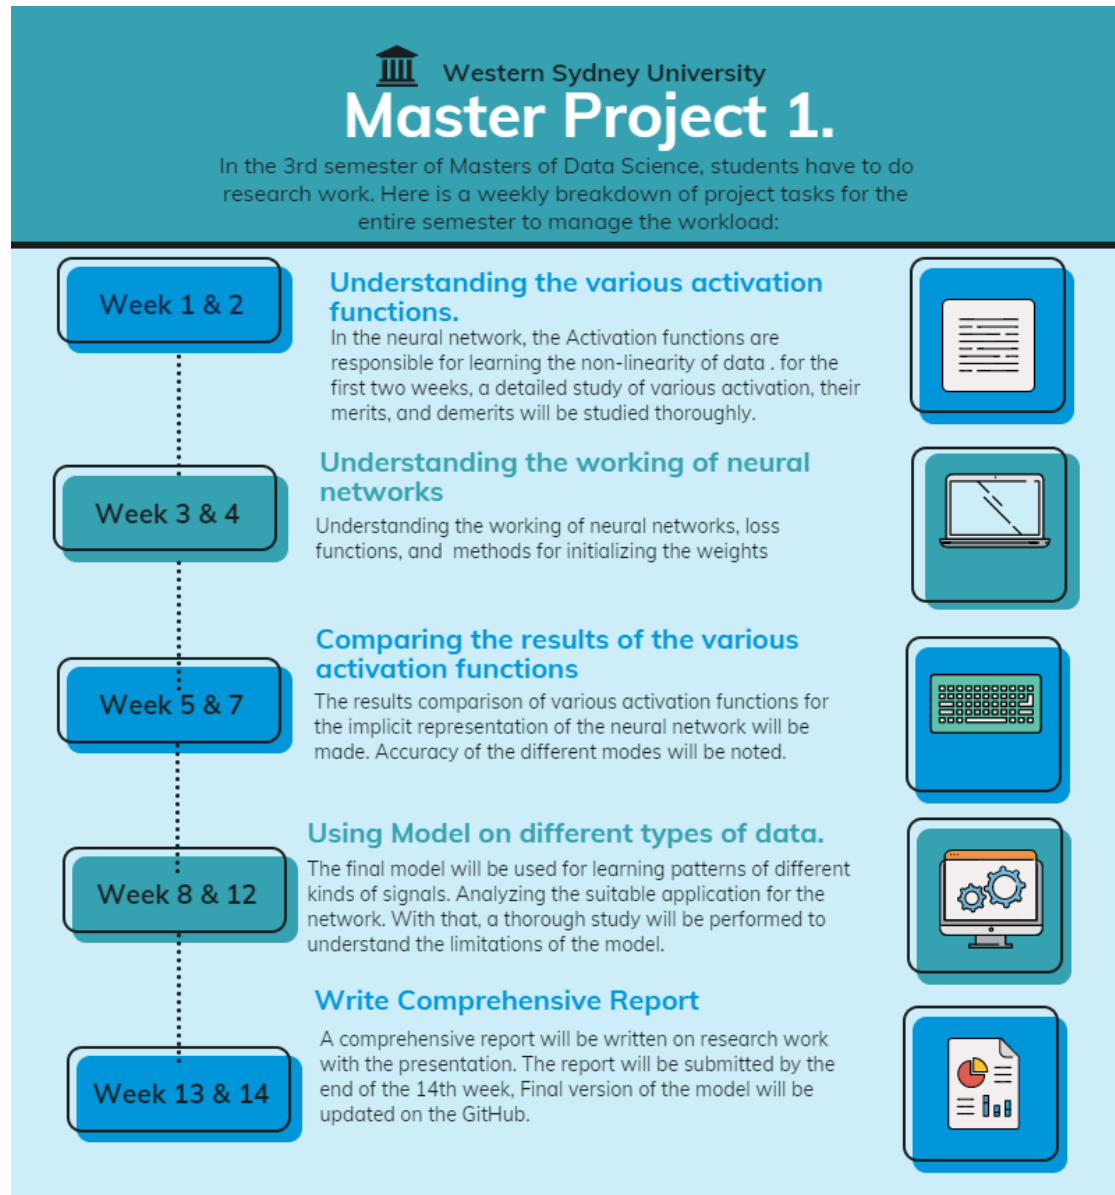 Western Sydney University
Master Project 1.
In the 3rd semester of Masters of Data Science, students have to do
research work. Here is a weekly breakdown of project tasks for the
entire semester to manage the workload:
Week 1 & 2
Understanding the various activation
functions.
In the neural network, the Activation functions are
responsible for learning the non-linearity of data . for the
first two weeks, a detailed study of various activation, their
merits, and demerits will be studied thoroughly.
Week 3 & 4
Understanding the working of neural
networks
Understanding the working of neural networks, loss
functions, and  methods for initializing the weights
Week 5 & 7
Comparing the results of the various
activation functions
The results comparison of various activation functions for
the implicit representation of the neural network will be
made. Accuracy of the different modes will be noted.
Week 8 & 12
Using Model on different types of data.
The final model will be used for learning patterns of different
kinds of signals. Analyzing the suitable application for the
network. With that, a thorough study will be performed to
understand the limitations of the model.
Week 13 & 14
Write Comprehensive Report
A comprehensive report will be written on research work
with the presentation. The report will be submitted by the
end of the 14th week, Final version of the model will be
updated on the GitHub.